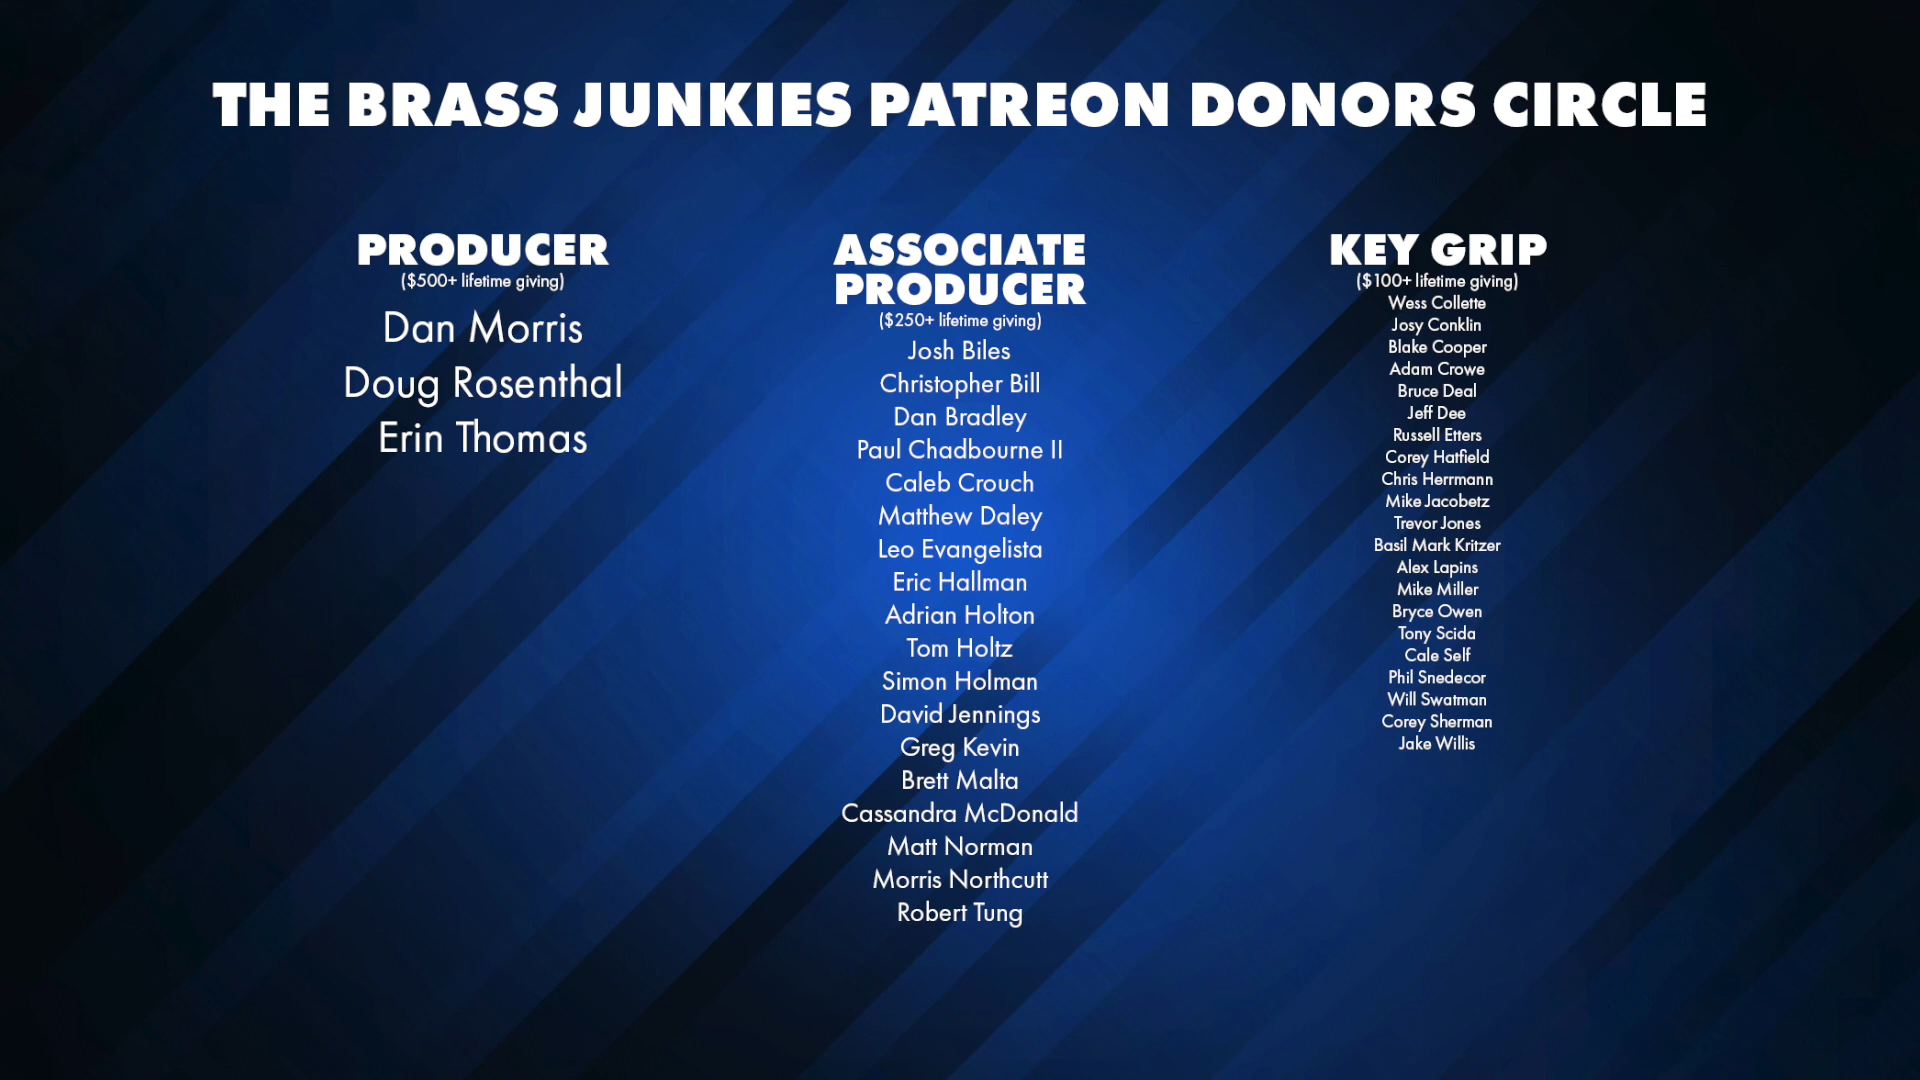 THE BRASS JUNKIES PATREON DONORS CIRCLE
PRODUCER
($500+ lifetime giving)
Dan Morris
Doug Rosenthal
Erin Thomas
ASSOCIATE
PRODUCER
($250+ lifetime giving)
Josh Biles
Christopher Bill
Dan Bradley
Paul Chadbourne II
Caleb Crouch
Matthew Daley
Leo Evangelista
Eric Hallman
Adrian Holton
Tom Holtz
Simon Holman
David Jennings
Greg Kevin
Brett Malta
Cassandra McDonald
Matt Norman
Morris Northcutt
Robert Tung
KEY GRIP
($100+ lifetime giving)
Wess Collette
Josy Conklin
Blake Cooper
Adam Crowe
Bruce Deal
Jeff Dee
Russell Etters
Corey Hatfield
Chris Herrmann
Mike Jacobetz
Trevor Jones
Basil Mark Kritzer
Alex Lapins
Mike Miller
Bryce Owen
Tony Scida
Cale Self
Phil Snedecor
Will Swatman
Corey Sherman
Jake Willis